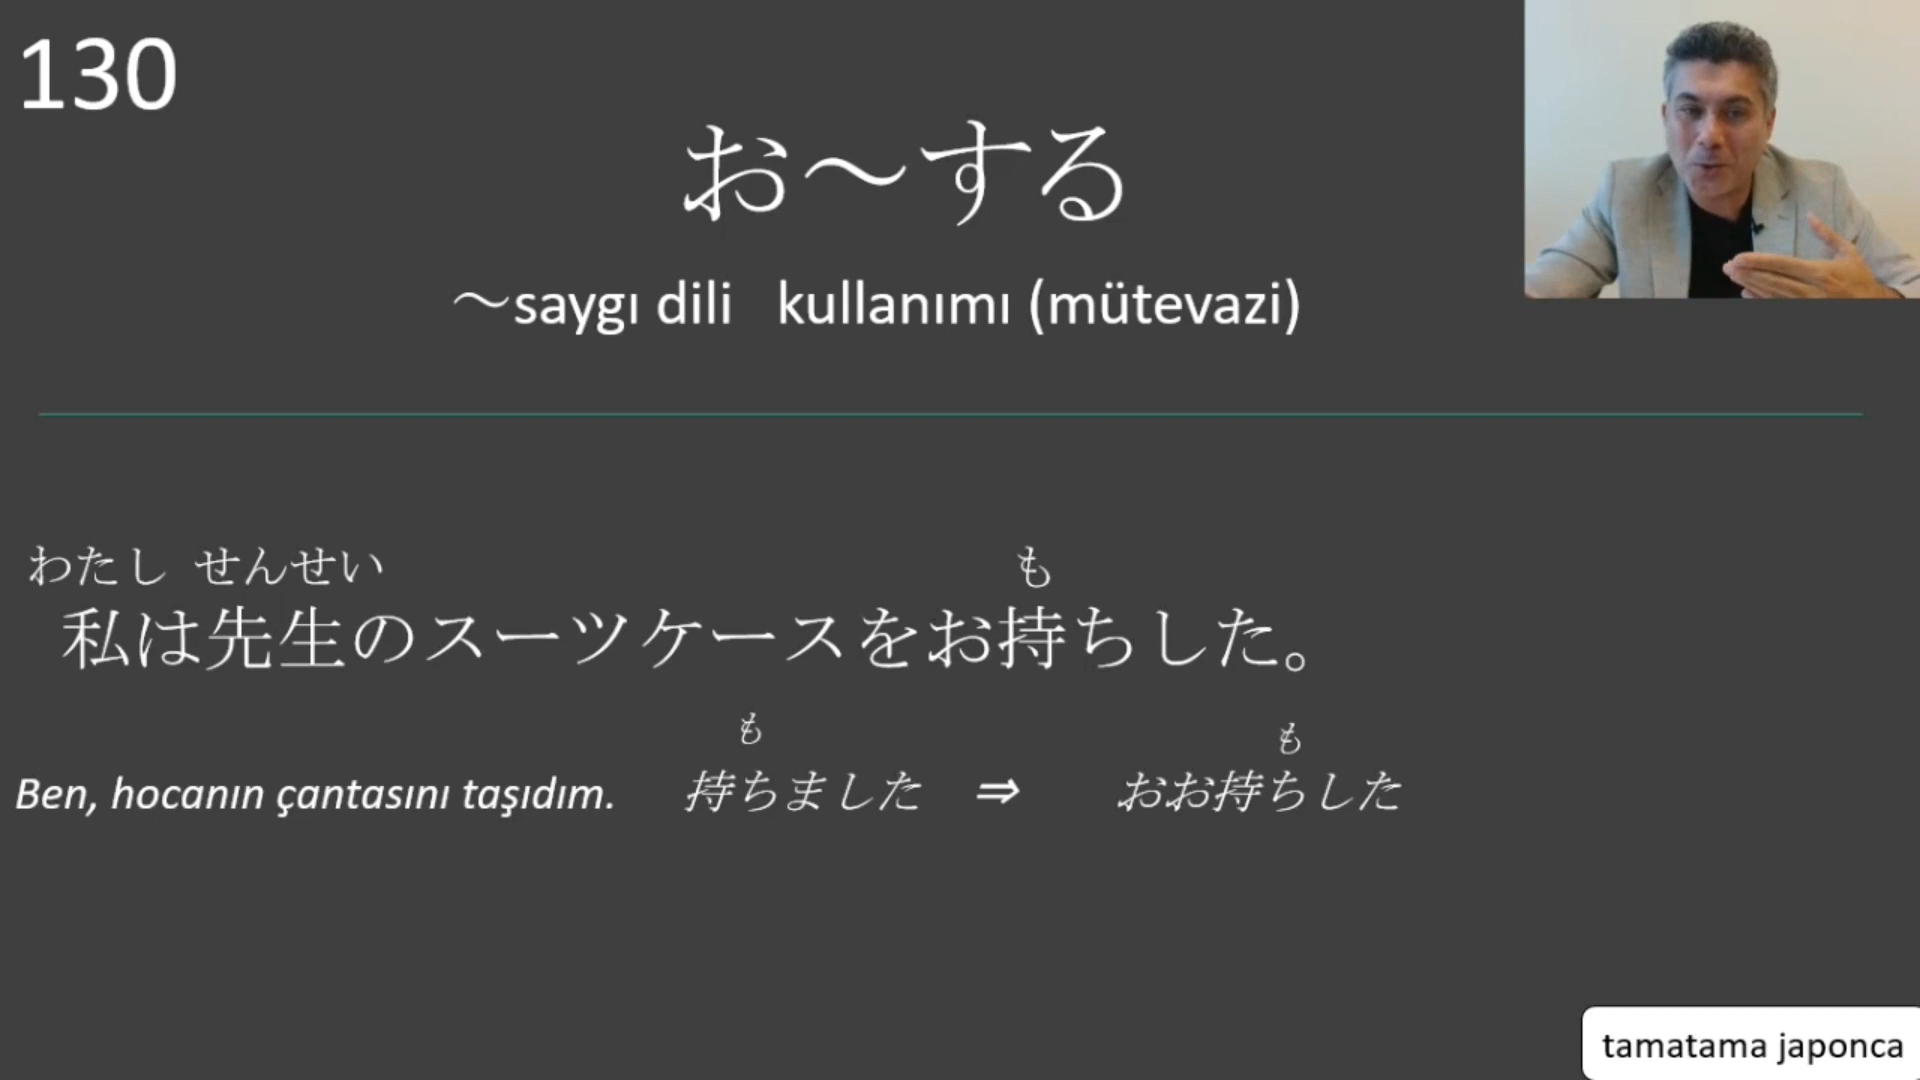 130
お～する
～saygı dili kullanımı (mütevazi)
わたし せんせい も
私は先生のスーツケースをお持ちした。
も も
Ben, hocanın çantasını taşıdım. 持ちました ⇒ おお持ちした
tamatama japonca